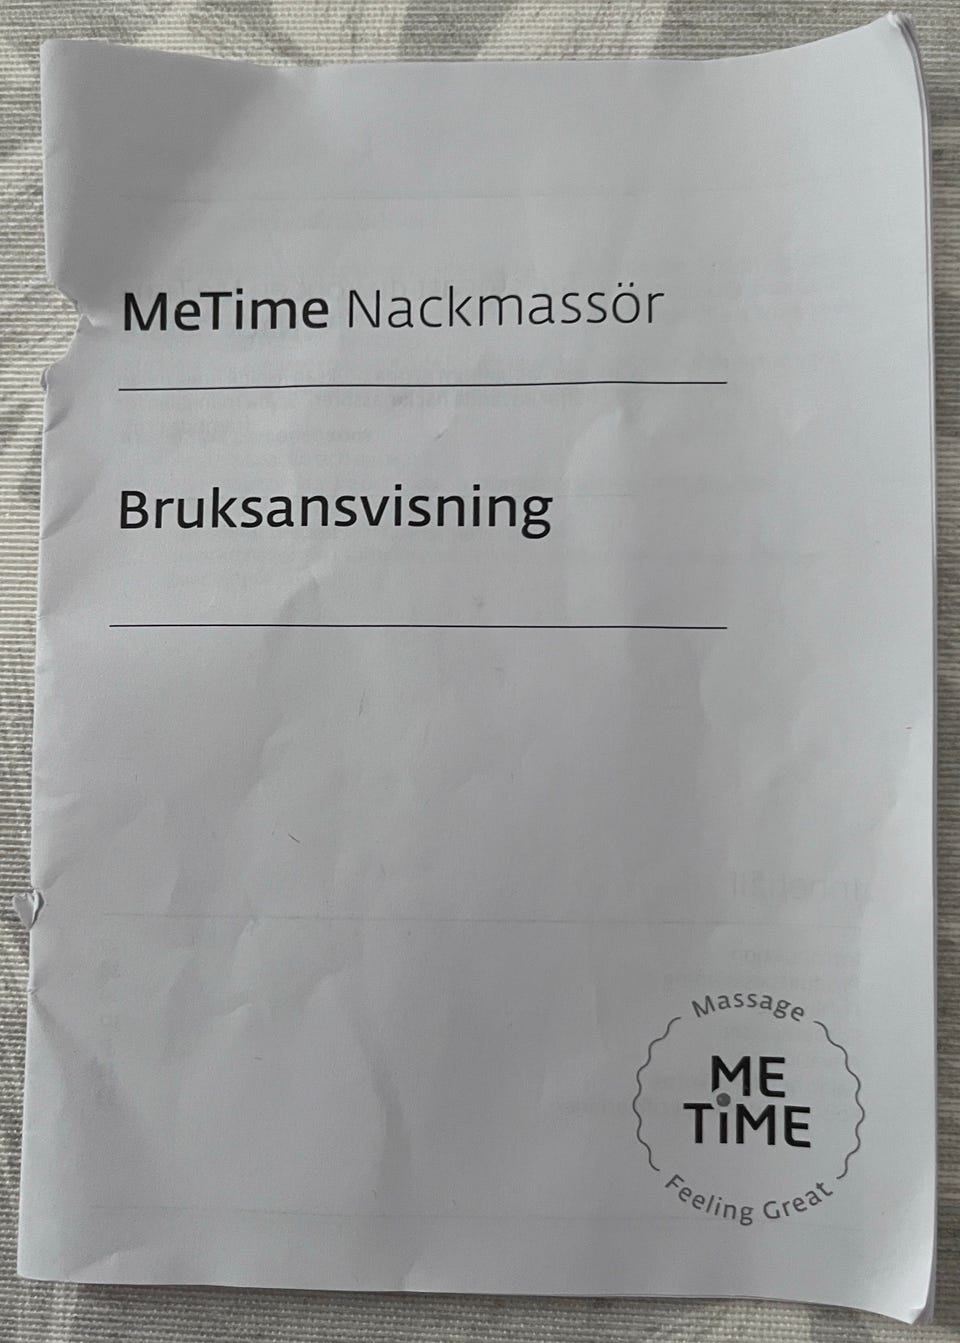 MeTime Nackmassör
Bruksansvisning
Massage
ME
TiME
Feeling Great